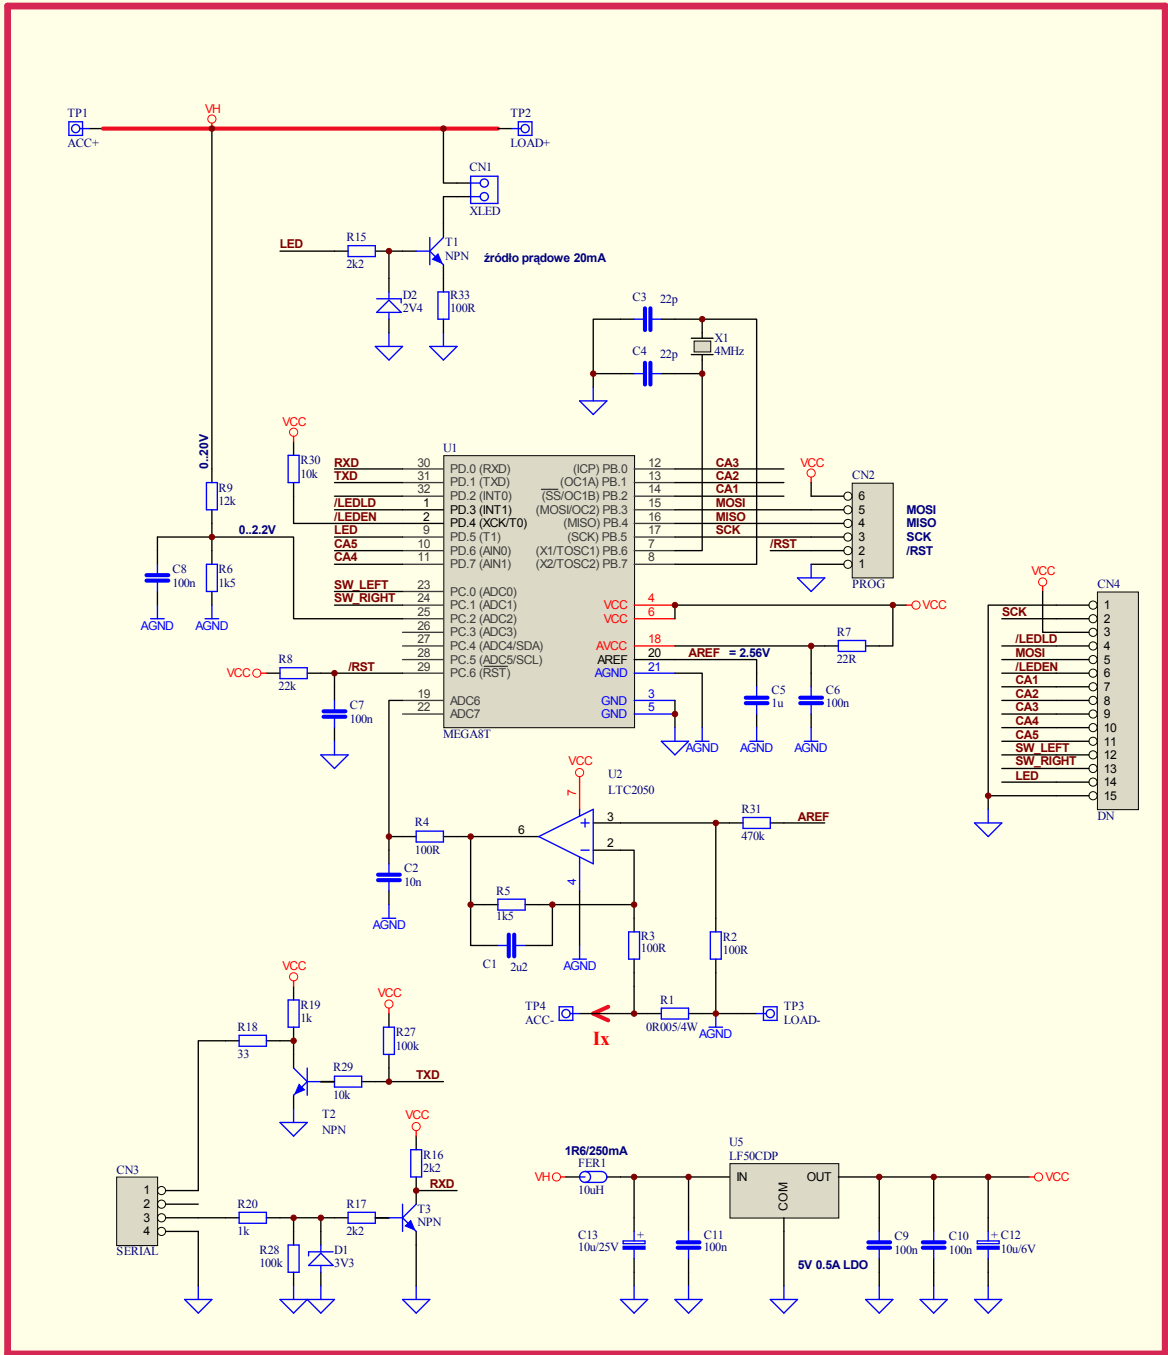 TP1
ACC+
VH
TP2
LOAD+
CN1
XLED
LED
R15
2k2
T1
NPN
źródło prądowe 20mA
D2
2V4
R33
100R
C3
22p
X1
4MHz
C4
22p
0..20V
R9
12k
VCC
R30
10k
0..2.2V
C8
100n
R6
1k5
AGND
AGND
U1
RXD
30
PD.0 (RXD)
TXD
31
PD.1 (TXD)
32
PD.2 (INT0)
/LEDLD
1
PD.3 (INT1)
/LEDEN
2
PD.4 (XCK/T0)
LED
9
PD.5 (T1)
CA5
10
PD.6 (AIN0)
CA4
11
PD.7 (AIN1)
SW_LEFT
23
PC.0 (ADC0)
SW_RIGHT
24
PC.1 (ADC1)
25
PC.2 (ADC2)
26
PC.3 (ADC3)
27
PC.4 (ADC4/SDA)
28
PC.5 (ADC5/SCL)
29
PC.6 (RST)
19
ADC6
22
ADC7
MEGA8T
(ICP) PB.0
12
CA3
(OC1A) PB.1
13
CA2
(SS/OC1B) PB.2
14
CA1
(MOSI/OC2) PB.3
15
MOSI
(MISO) PB.4
16
MISO
(SCK) PB.5
17
SCK
(X1/TOSC1) PB.6
7
(X2/TOSC2) PB.7
8
VCC
4
VCC
6
AVCC
18
AREF
20
AREF
= 2.56V
AGND
21
GND
3
GND
5
VCC
CN2
6
5
MOSI
4
MISO
3
SCK
/RST
2
/RST
1
PROG
VCC
R7
22R
C5
1u
C6
100n
AGND
AGND
AGND
VCC
R8
22k
/RST
C7
100n
VCC
CN4
1
SCK
2
3
/LEDLD
4
MOSI
5
/LEDEN
6
CA1
7
CA2
8
CA3
9
CA4
10
CA5
11
SW_LEFT
12
SW_RIGHT
13
LED
14
15
DN
VCC
U2
LTC2050
7
3
+
2
6
4
R31
470k
AREF
R4
100R
C2
10n
AGND
R5
1k5
C1
2u2
AGND
R3
100R
R2
100R
TP4
ACC-
Ix
R1
0R005/4W
AGND
TP3
LOAD-
VCC
R19
1k
R18
33
VCC
R27
100k
R29
10k
TXD
T2
NPN
VCC
R16
2k2
RXD
CN3
1
2
3
4
SERIAL
R20
1k
R17
2k2
T3
NPN
R28
100k
D1
3V3
1R6/250mA
FER1
VH
10uH
U5
LF50CDP
IN
OUT
COM
VCC
C13
10u/25V
+
C11
100n
5V 0.5A LDO
C9
100n
C10
100n
+
C12
10u/6V